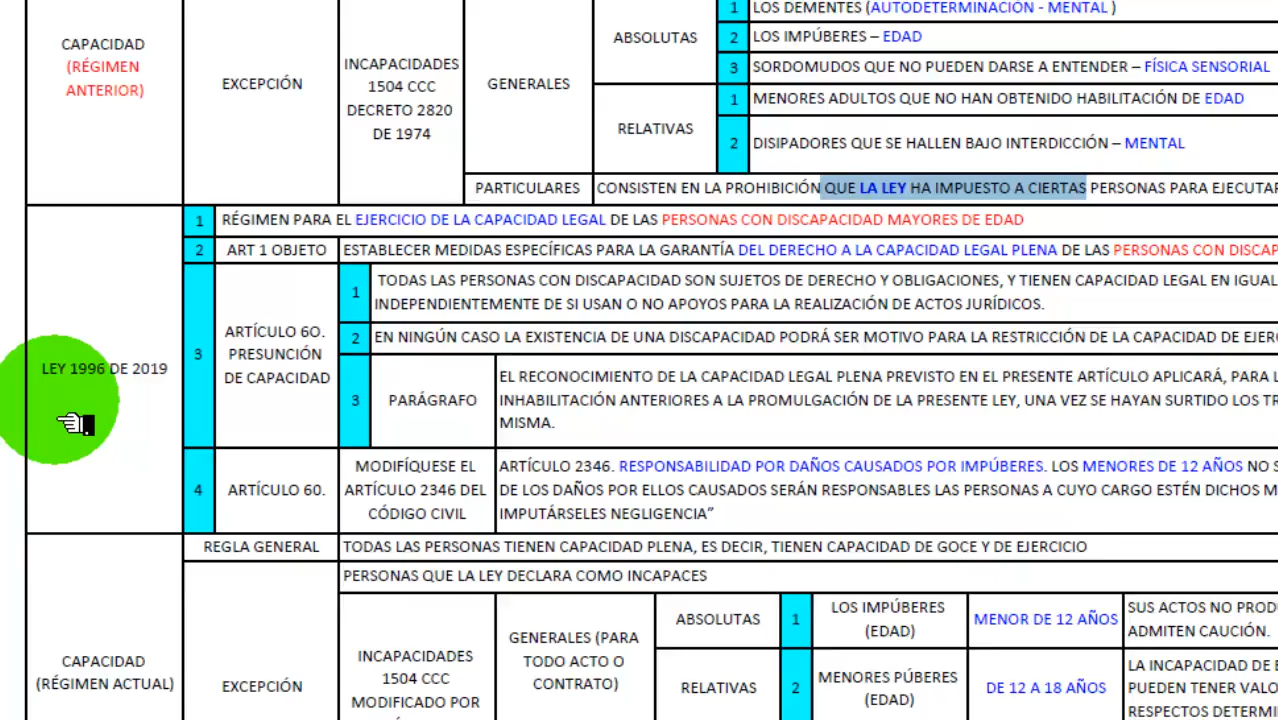 CAPACIDAD
(RÉGIMEN
ANTERIOR)
EXCEPCIÓN
INCAPACIDADES
1504 CCC
DECRETO 2820
DE 1974
GENERALES
ABSOLUTAS
1 LOS DEMENTES (AUTODETERMINACIÓN - MENTAL )
2 LOS IMPÚBERES – EDAD
3 SORDOMUDOS QUE NO PUEDEN DARSE A ENTENDER – FÍSICA SENSORIAL
RELATIVAS
1 MENORES ADULTOS QUE NO HAN OBTENIDO HABILITACIÓN DE EDAD
2 DISIPADORES QUE SE HALLEN BAJO INTERDICCIÓN – MENTAL
PARTICULARES CONSISTEN EN LA PROHIBICIÓN QUE LA LEY HA IMPUESTO A CIERTAS PERSONAS PARA
LEY 1996 DE 2019
1 RÉGIMEN PARA EL EJERCICIO DE LA CAPACIDAD LEGAL DE LAS PERSONAS CON DISCAPACIDAD MAYORES DE EDAD
2 ART 1 OBJETO ESTABLECER MEDIDAS ESPECÍFICAS PARA LA GARANTÍA DEL DERECHO A LA CAPACIDAD LEGAL PLENA DE LAS PERSONAS CON
3
ARTÍCULO 6O.
PRESUNCIÓN
DE CAPACIDAD
1
TODAS LAS PERSONAS CON DISCAPACIDAD SON SUJETOS DE DERECHO Y OBLIGACIONES, Y TIENEN CAPACIDAD LEGAL EN
INDEPENDIENTEMENTE DE SI USAN O NO APOYOS PARA LA REALIZACIÓN DE ACTOS JURÍDICOS.
2 EN NINGÚN CASO LA EXISTENCIA DE UNA DISCAPACIDAD PODRÁ SER MOTIVO PARA LA RESTRICCIÓN DE LA CAPACIDAD DE
3 PARÁGRAFO
EL RECONOCIMIENTO DE LA CAPACIDAD LEGAL PLENA PREVISTO EN EL PRESENTE ARTÍCULO APLICARÁ, PARA
INHABILITACIÓN ANTERIORES A LA PROMULGACIÓN DE LA PRESENTE LEY, UNA VEZ SE HAYAN SURTIDO LOS
MISMA.
4 ARTÍCULO 60.
MODIFÍQUESE EL
ARTÍCULO 2346 DEL
CÓDIGO CIVIL
ARTÍCULO 2346. RESPONSABILIDAD POR DAÑOS CAUSADOS POR IMPÚBERES. LOS MENORES DE 12 AÑOS NO
DE LOS DAÑOS POR ELLOS CAUSADOS SERÁN RESPONSABLES LAS PERSONAS A CUYO CARGO ESTÉN DICHOS
IMPUTÁRSELES NEGLIGENCIA”
CAPACIDAD
(RÉGIMEN ACTUAL)
REGLA GENERAL TODAS LAS PERSONAS TIENEN CAPACIDAD PLENA, ES DECIR, TIENEN CAPACIDAD DE GOCE Y DE EJERCICIO
EXCEPCIÓN
PERSONAS QUE LA LEY DECLARA COMO INCAPACES
INCAPACIDADES
1504 CCC
MODIFICADO POR
GENERALES (PARA
TODO ACTO O
CONTRATO)
ABSOLUTAS
1
LOS IMPÚBERES
(EDAD)
MENOR DE 12 AÑOS
SUS ACTOS NO
ADMITEN CAUCIÓN.
RELATIVAS
2
MENORES PÚBERES
(EDAD)
DE 12 A 18 AÑOS
LA INCAPACIDAD DE
PUEDEN TENER
RESPECTOS